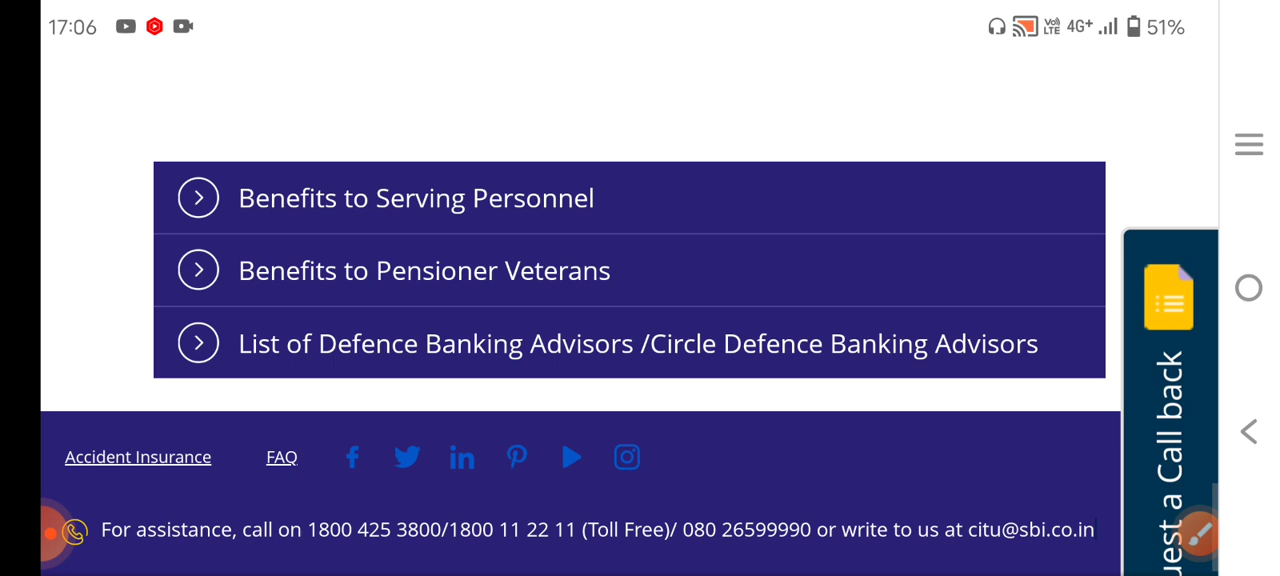 17:06
Vo) LTE 4G+ 51%
Benefits to Serving Personnel
Benefits to Pensioner Veterans
List of Defence Banking Advisors /Circle Defence Banking Advisors
Accident Insurance FAQ
For assistance, call on 1800 425 3800/1800 11 22 11 (Toll Free)/ 080 26599990 or write to us at citu@sbi.co.in
uest a Call back